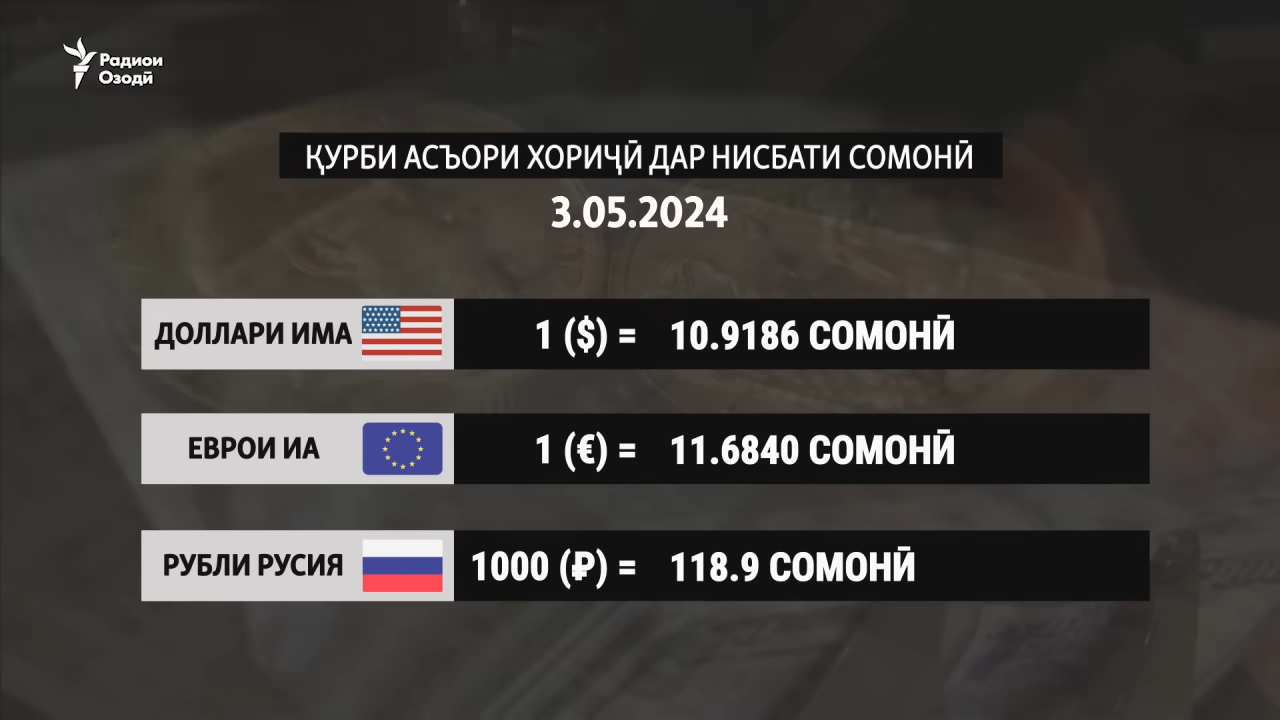 Радиои
Озодӣ
ҚУРБИ АСЪОРИ ХОРИҶӢ ДАР НИСБАТИ СОМОНӢ
3.05.2024
ДОЛЛАРИ ИМА 1 ($) = 10.9186 СОМОНӢ
ЕВРОИ ИА 1 (€) = 11.6840 СОМОНӢ
РУБЛИ РУСИЯ 1000 (₽) = 118.9 СОМОНӢ